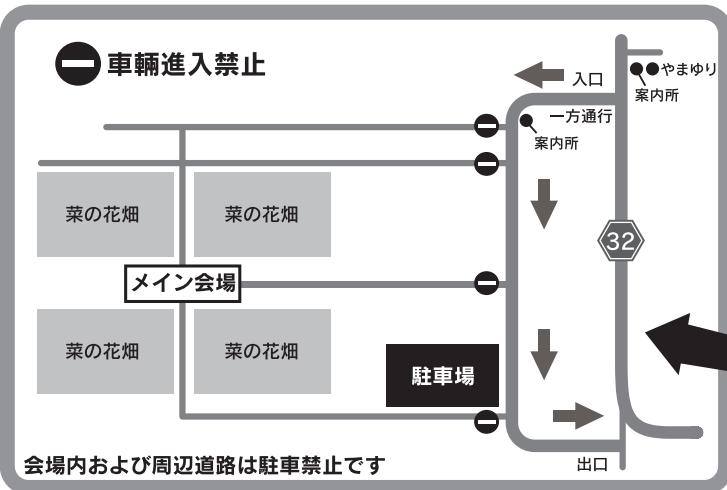 車輛進入禁止
入口
やまゆり
案内所
一方通行
案内所
菜の花畑
菜の花畑
32
メイン会場
菜の花畑
菜の花畑
駐車場
会場内および周辺道路は駐車禁止です
出口